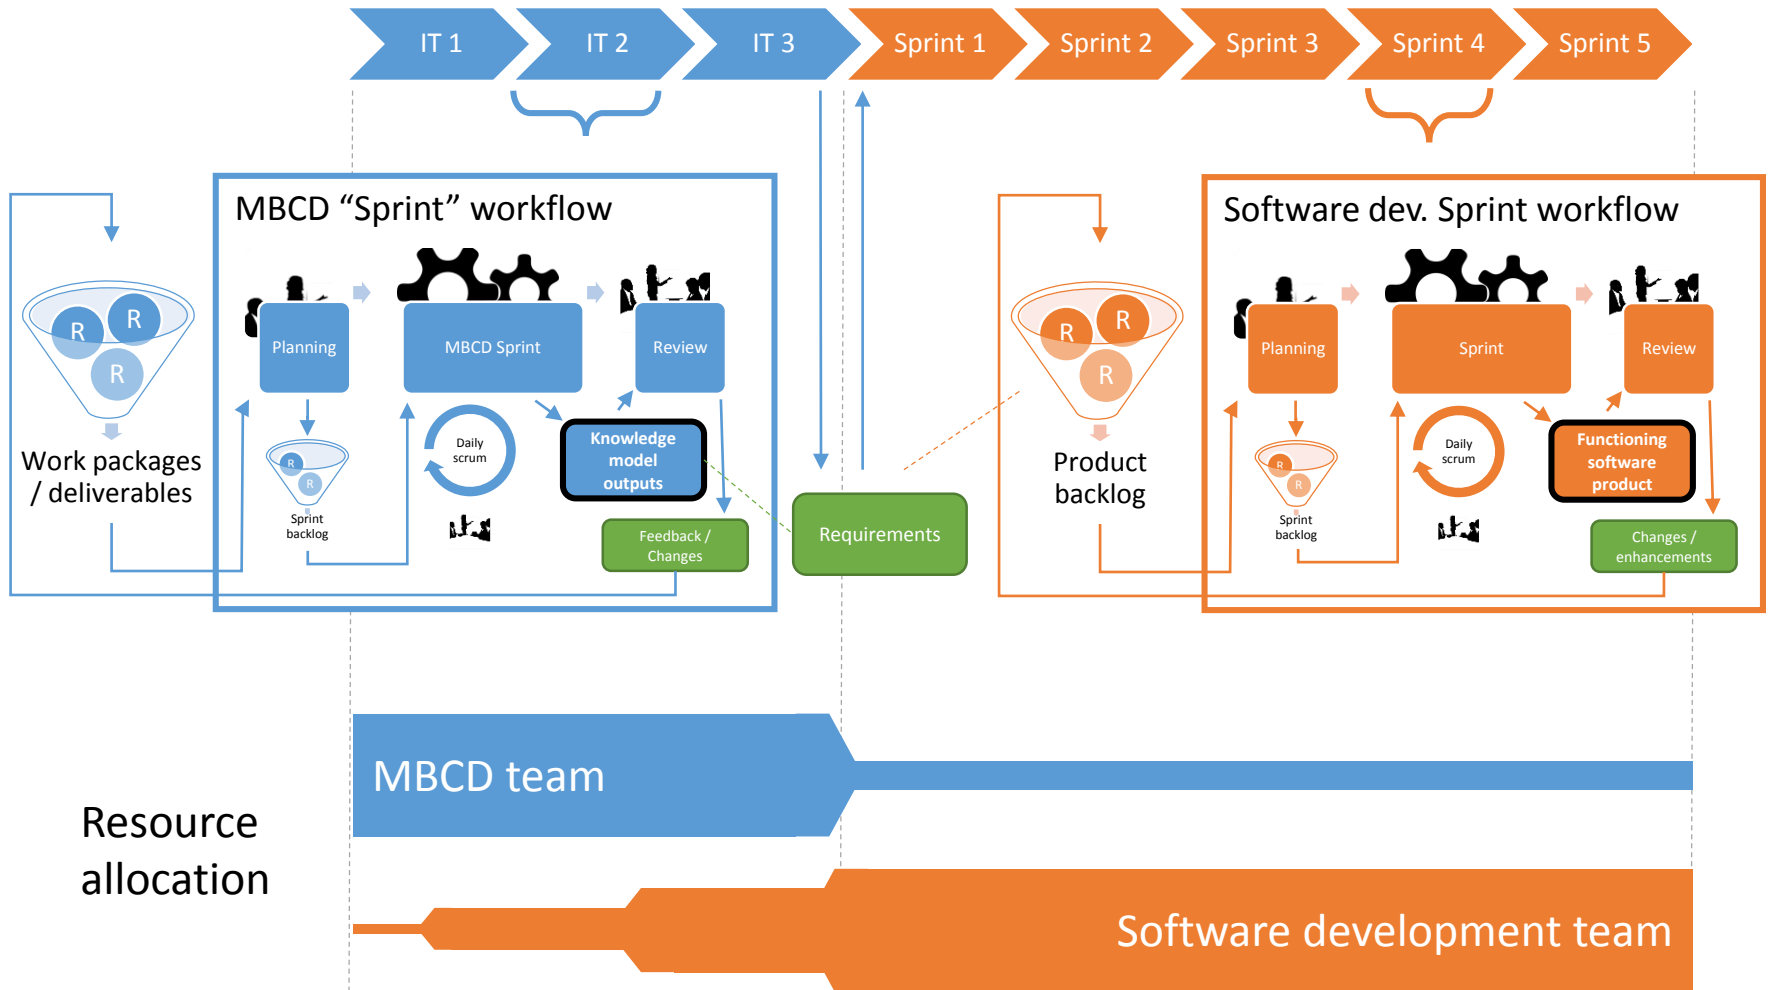 IT 1
IT 2
IT 3
Sprint 1
Sprint 2
Sprint 3
Sprint 4
Sprint 5
MBCD “Sprint” workflow
R
R
R
Work packages
/ deliverables
Planning
MBCD Sprint
Review
R
R
Sprint
backlog
Daily
scrum
Knowledge
model
outputs
Feedback /
Changes
Requirements
R
R
R
Product
backlog
Software dev. Sprint workflow
Planning
Sprint
Review
R
R
Sprint
backlog
Daily
scrum
Functioning
software
product
Changes /
enhancements
Resource
allocation
MBCD team
Software development team